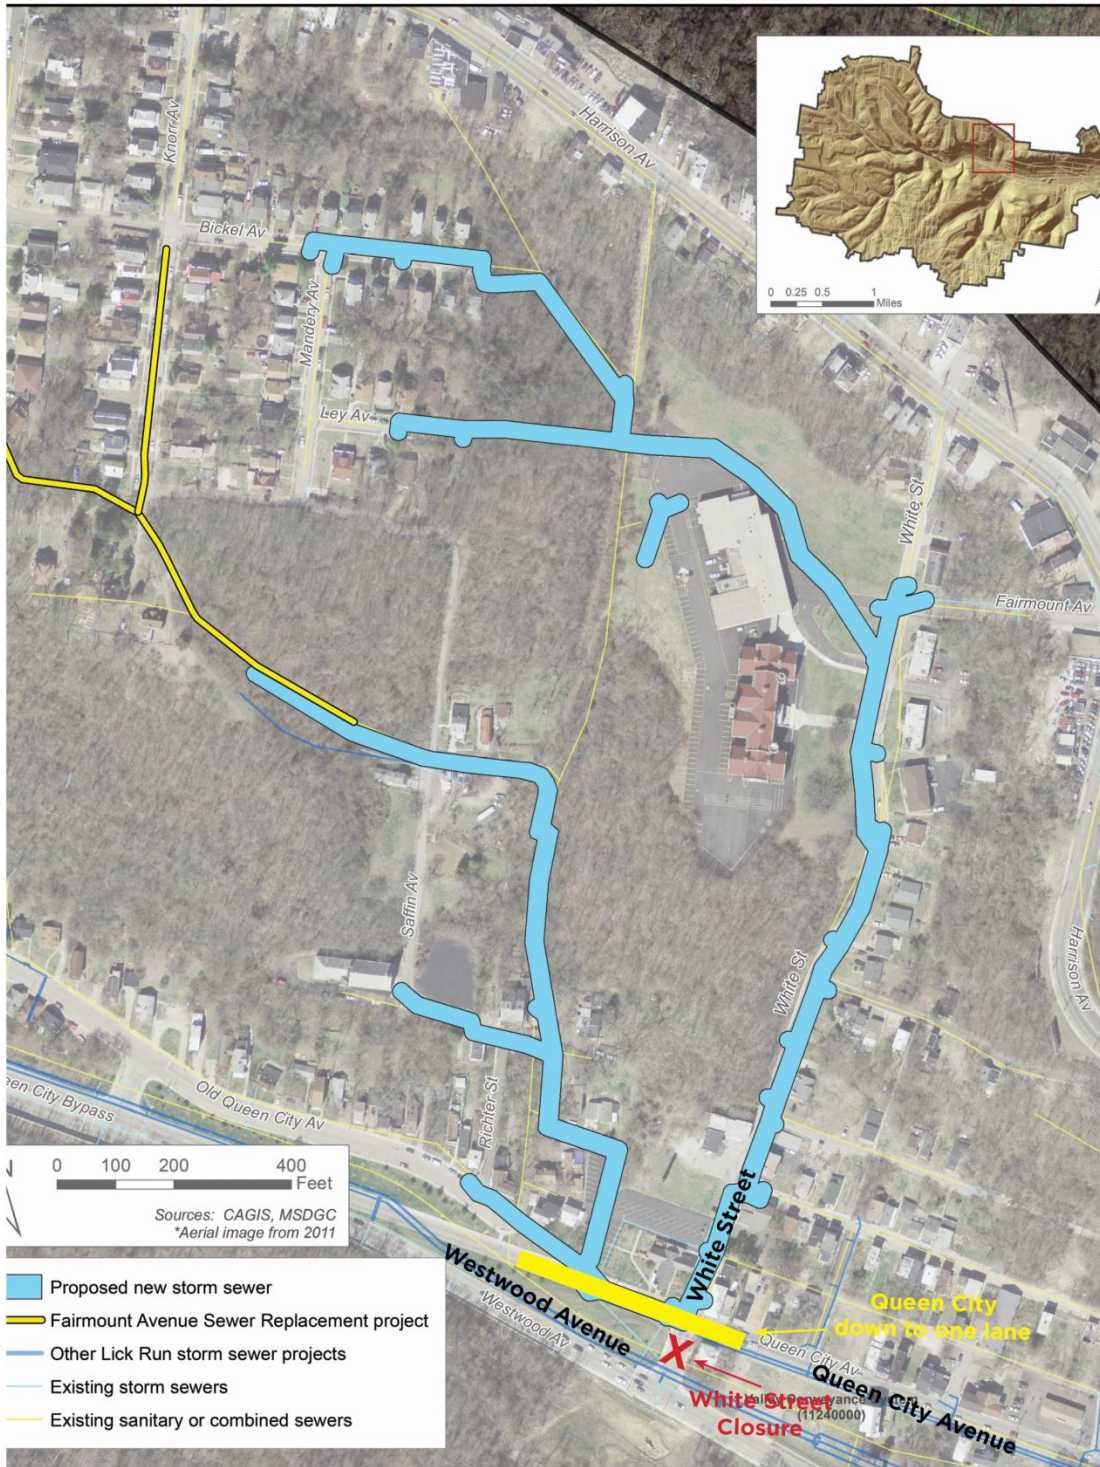 Harrison Av
Knorr Av
Bickel Av
0 0.25 0.5 1
Miles
Mandery Av
Ley Av
White St
Fairmount Av
Saffin Av
White St
Harrison Av
een City Bypass
Old Queen City Av
Richter St
N
0 100 200 400
Feet
Sources: CAGIS, MSDGC
*Aerial image from 2011
White Street
Westwood Avenue
Westwood Av
Queen City
down to one lane
Queen City Av
Queen City Avenue
X
White Street
Closure
Valley Conveyance System
(11240000)
Proposed new storm sewer
Fairmount Avenue Sewer Replacement project
Other Lick Run storm sewer projects
Existing storm sewers
Existing sanitary or combined sewers